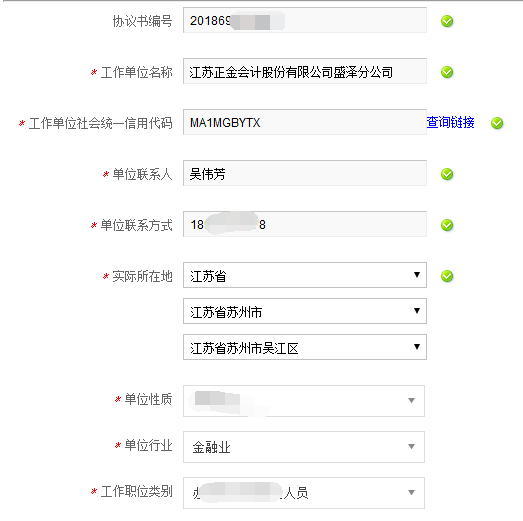 协议书编号 201869
* 工作单位名称 江苏正金会计股份有限公司盛泽分公司
* 工作单位社会统一信用代码 MA1MGBYTX 查询链接
* 单位联系人 吴伟芳
* 单位联系方式 18 8
* 实际所在地 江苏省
江苏省苏州市
江苏省苏州市吴江区
* 单位性质
* 单位行业 金融业
* 工作职位类别 人员